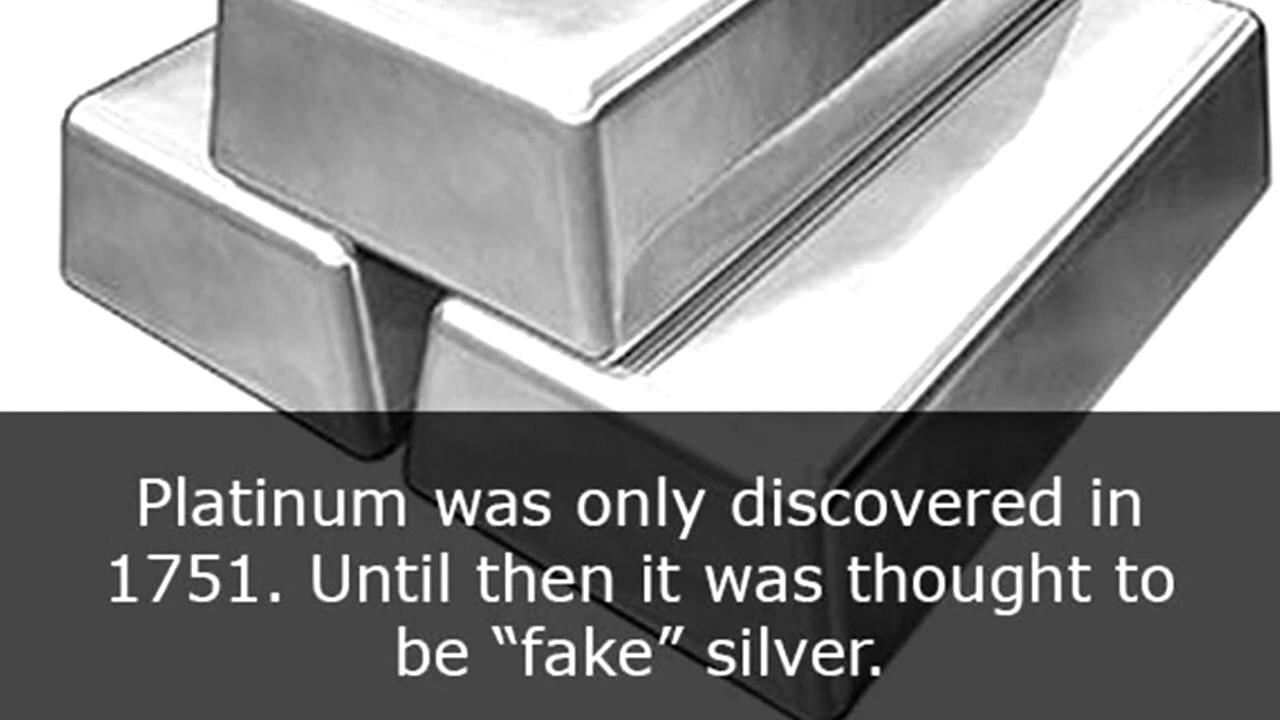 Platinum was only discovered in
1751. Until then it was thought to
be “fake” silver.